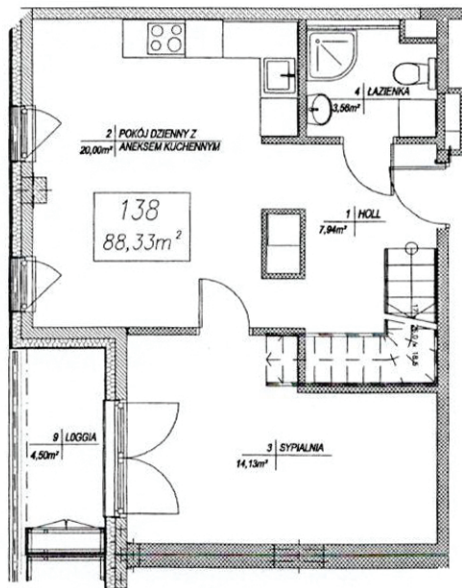 4 | ŁAZIENKA
3,56m²
2 | POKÓJ DZIENNY Z
20,00m² | ANEKSEM KUCHENNYM
138
88,33m²
1 | HOLL
7,94m²
9 | LOGGIA
4,50m²
3 | SYPIALNIA
14,13m²